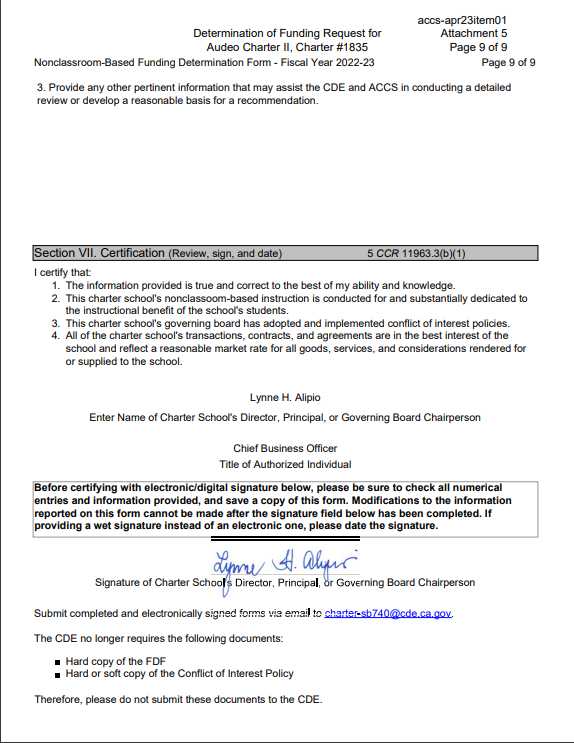 accs-apr23item01
Determination of Funding Request for Attachment 5
Audeo Charter II, Charter #1835 Page 9 of 9
Nonclassroom-Based Funding Determination Form - Fiscal Year 2022-23 Page 9 of 9
3. Provide any other pertinent information that may assist the CDE and ACCS in conducting a detailed
review or develop a reasonable basis for a recommendation.
Section VII. Certification (Review, sign, and date) 5 CCR 11963.3(b)(1)
I certify that:
1. The information provided is true and correct to the best of my ability and knowledge.
2. This charter school's nonclassoom-based instruction is conducted for and substantially dedicated to
the instructional benefit of the school's students.
3. This charter school's governing board has adopted and implemented conflict of interest policies.
4. All of the charter school's transactions, contracts, and agreements are in the best interest of the
school and reflect a reasonable market rate for all goods, services, and considerations rendered for
or supplied to the school.
Lynne H. Alipio
Enter Name of Charter School's Director, Principal, or Governing Board Chairperson
Chief Business Officer
Title of Authorized Individual
Before certifying with electronic/digital signature below, please be sure to check all numerical
entries and information provided, and save a copy of this form. Modifications to the information
reported on this form cannot be made after the signature field below has been completed. If
providing a wet signature instead of an electronic one, please date the signature.
Lynne H. Alipio
Signature of Charter School's Director, Principal, or Governing Board Chairperson
Submit completed and electronically signed forms via email to charter-sb740@cde.ca.gov.
The CDE no longer requires the following documents:
■ Hard copy of the FDF
■ Hard or soft copy of the Conflict of Interest Policy
Therefore, please do not submit these documents to the CDE.